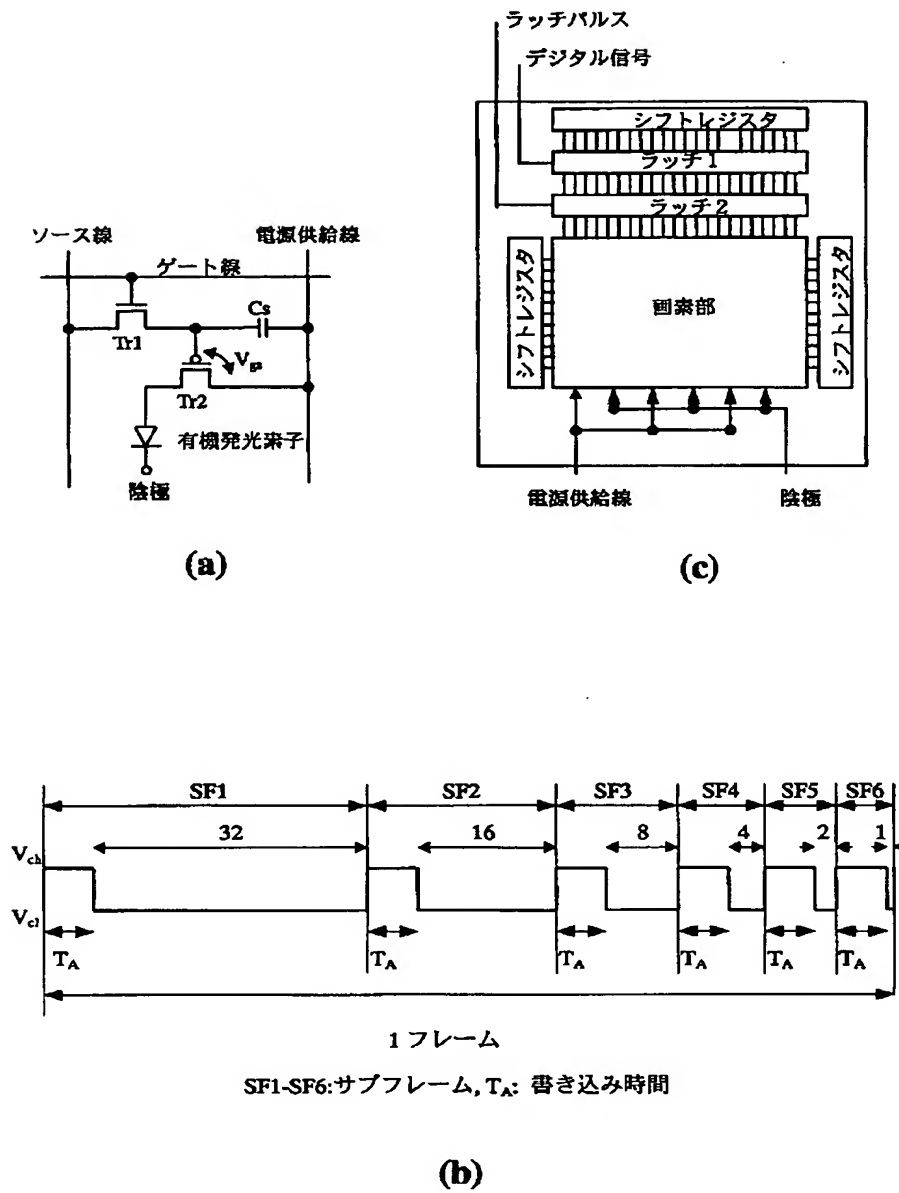 ラッチパルス
デジタル信号
シフトレジスタ
ラッチ1
ラッチ2
シフトレジスタ
画素部
シフトレジスタ
電源供給線
陰極
(c)
ソース線
電源供給線
ゲート線
Cs
Tr1
Vgs
Tr2
有機発光素子
陰極
(a)
SF1 SF2 SF3 SF4 SF5 SF6
32 16 8 4 2 1
Vch
Vcl
TA TA TA TA TA TA
1 フレーム
SF1-SF6:サブフレーム, TA: 書き込み時間
(b)